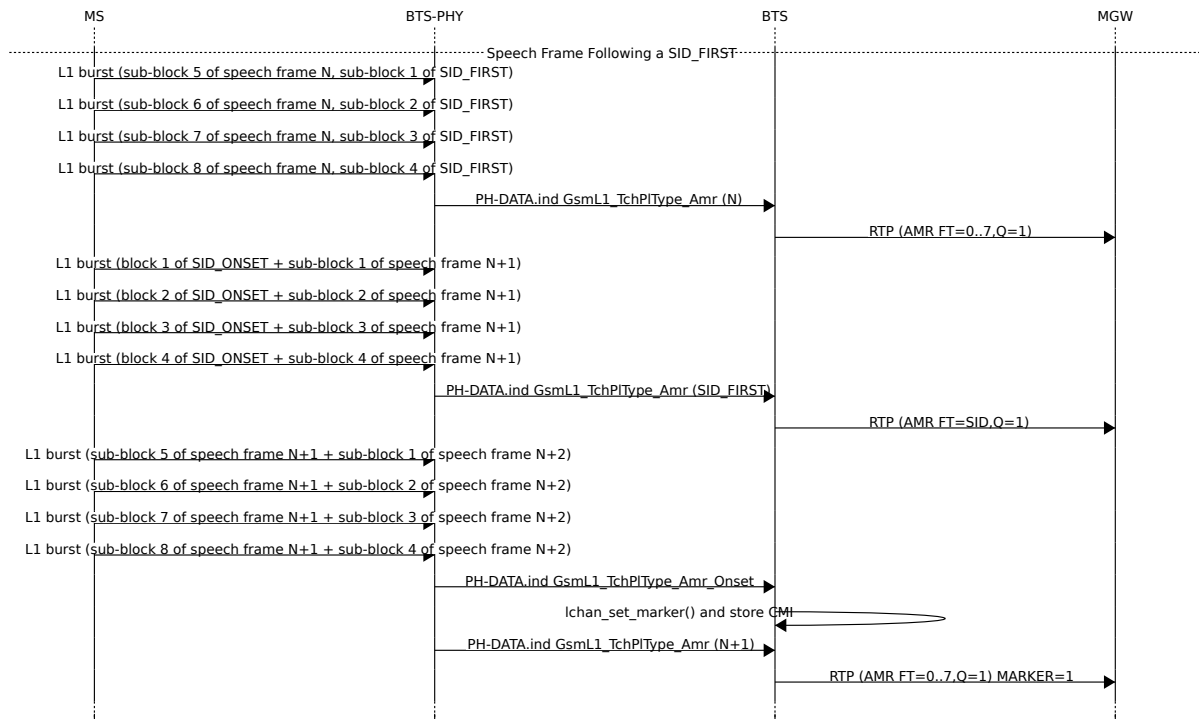 MS BTS-PHY BTS MGW
Speech Frame Following a SID_FIRST
L1 burst (sub-block 5 of speech frame N, sub-block 1 of SID_FIRST)
L1 burst (sub-block 6 of speech frame N, sub-block 2 of SID_FIRST)
L1 burst (sub-block 7 of speech frame N, sub-block 3 of SID_FIRST)
L1 burst (sub-block 8 of speech frame N, sub-block 4 of SID_FIRST)
PH-DATA.ind GsmL1_TchPlType_Amr (N)
RTP (AMR FT=0..7,Q=1)
L1 burst (block 1 of SID_ONSET + sub-block 1 of speech frame N+1)
L1 burst (block 2 of SID_ONSET + sub-block 2 of speech frame N+1)
L1 burst (block 3 of SID_ONSET + sub-block 3 of speech frame N+1)
L1 burst (block 4 of SID_ONSET + sub-block 4 of speech frame N+1)
PH-DATA.ind GsmL1_TchPlType_Amr (SID_FIRST)
RTP (AMR FT=SID,Q=1)
L1 burst (sub-block 5 of speech frame N+1 + sub-block 1 of speech frame N+2)
L1 burst (sub-block 6 of speech frame N+1 + sub-block 2 of speech frame N+2)
L1 burst (sub-block 7 of speech frame N+1 + sub-block 3 of speech frame N+2)
L1 burst (sub-block 8 of speech frame N+1 + sub-block 4 of speech frame N+2)
PH-DATA.ind GsmL1_TchPlType_Amr_Onset
lchan_set_marker() and store CMI
PH-DATA.ind GsmL1_TchPlType_Amr (N+1)
RTP (AMR FT=0..7,Q=1) MARKER=1